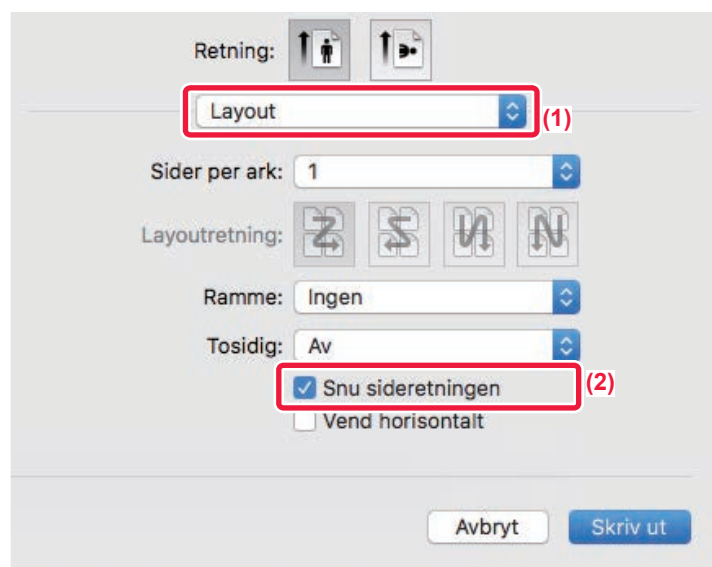 Retning:
Layout
(1)
Sider per ark: 1
Layoutretning:
Ramme: Ingen
Tosidig: Av
Snu sideretningen
(2)
Vend horisontalt
Avbryt Skriv ut